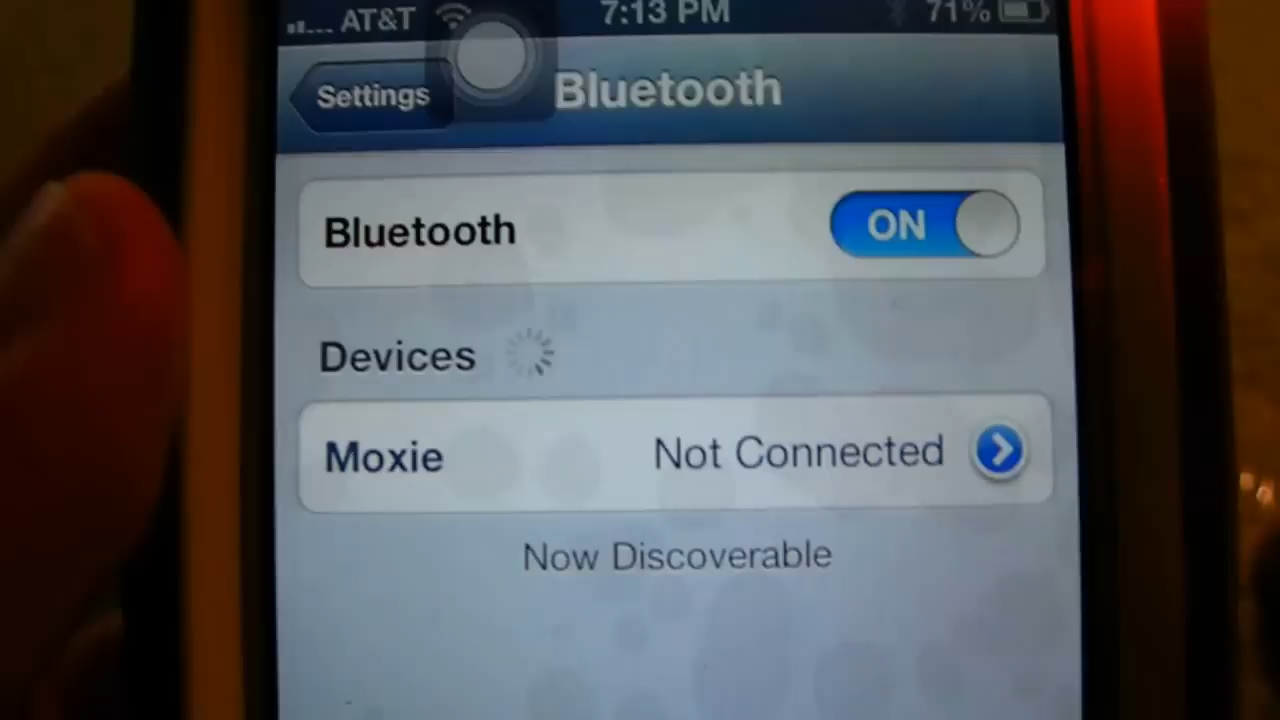 AT&T 7:13 PM 71%
Settings Bluetooth
Bluetooth ON
Devices
Moxie Not Connected
Now Discoverable